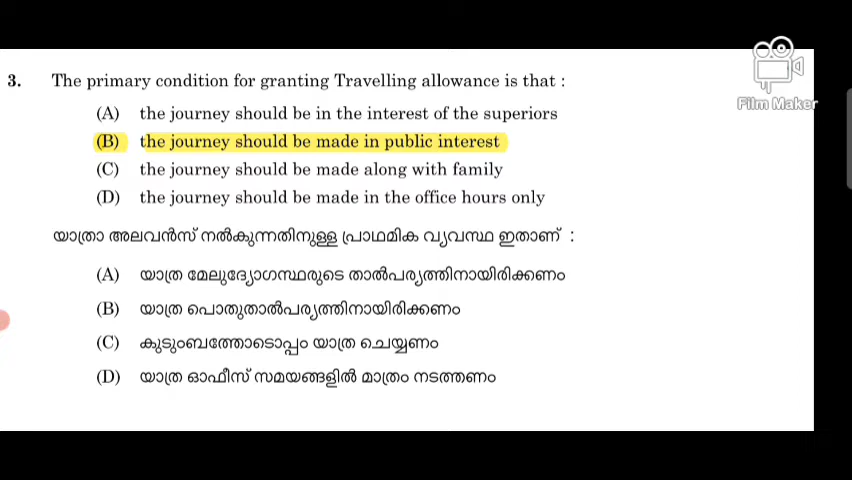 Film Maker
3. The primary condition for granting Travelling allowance is that :
(A) the journey should be in the interest of the superiors
(B) the journey should be made in public interest
(C) the journey should be made along with family
(D) the journey should be made in the office hours only
യാത്രാ അലവൻസ് നൽകുന്നതിനുള്ള പ്രാഥമിക വ്യവസ്ഥ ഇതാണ് :
(A) യാത്ര മേലുദ്യോഗസ്ഥരുടെ താൽപര്യത്തിനായിരിക്കണം
(B) യാത്ര പൊതുതാൽപര്യത്തിനായിരിക്കണം
(C) കുടുംബത്തോടൊപ്പം യാത്ര ചെയ്യണം
(D) യാത്ര ഓഫീസ് സമയങ്ങളിൽ മാത്രം നടത്തണം